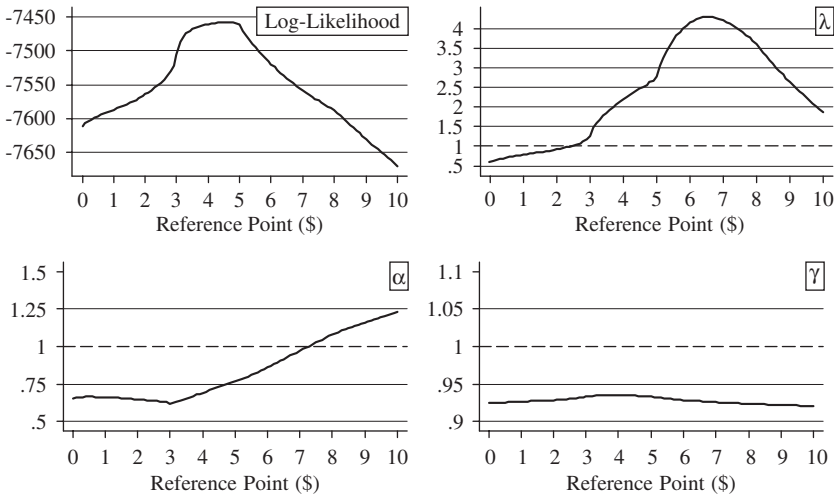 Log-Likelihood
-7450
-7500
-7550
-7600
-7650
0 1 2 3 4 5 6 7 8 9 10
Reference Point ($)
λ
4
3.5
3
2.5
2
1.5
1
.5
0 1 2 3 4 5 6 7 8 9 10
Reference Point ($)
α
1.5
1.25
1
.75
.5
0 1 2 3 4 5 6 7 8 9 10
Reference Point ($)
γ
1.1
1.05
1
.95
.9
0 1 2 3 4 5 6 7 8 9 10
Reference Point ($)